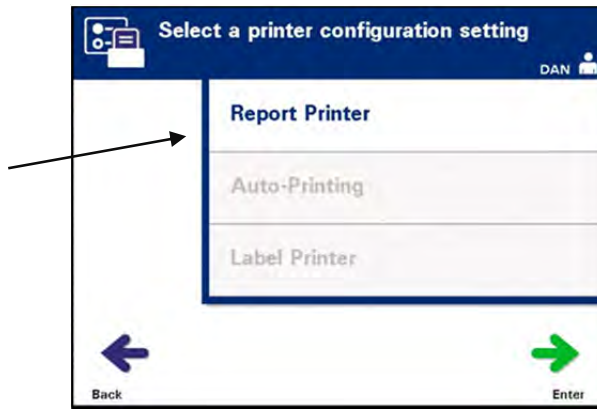 Select a printer configuration setting
DAN
Report Printer
Auto-Printing
Label Printer
Back
Enter